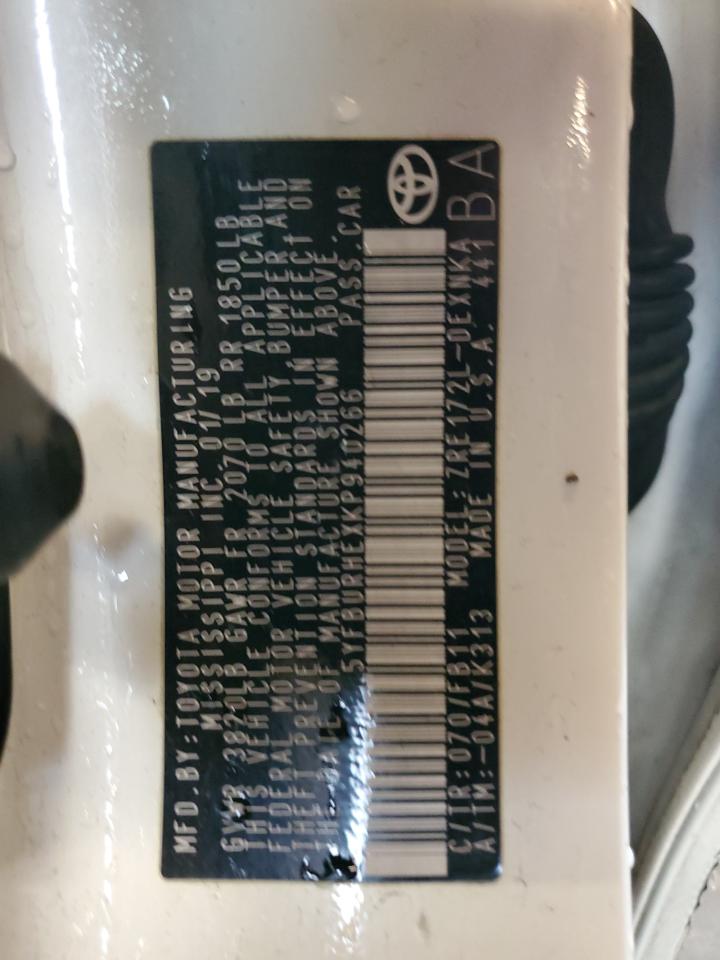 MFD.BY:TOYOTA MOTOR MANUFACTURING
MISSISSIPPI INC. 01/19
GVWR 3820LB GAWR FR 2070 LB RR 1850LB
THIS VEHICLE CONFORMS TO ALL APPLICABLE
FEDERAL MOTOR VEHICLE SAFETY BUMPER AND
THEFT PREVENTION STANDARDS IN EFFECT ON
THE DATE OF MANUFACTURE SHOWN ABOVE.
5YFBURHEXKP940266 PASS.CAR
C/TR:070/FB11 MODEL:ZRE172L-DEXNKA
A/TM:-04A/K313 MADE IN U.S.A. 441 BA